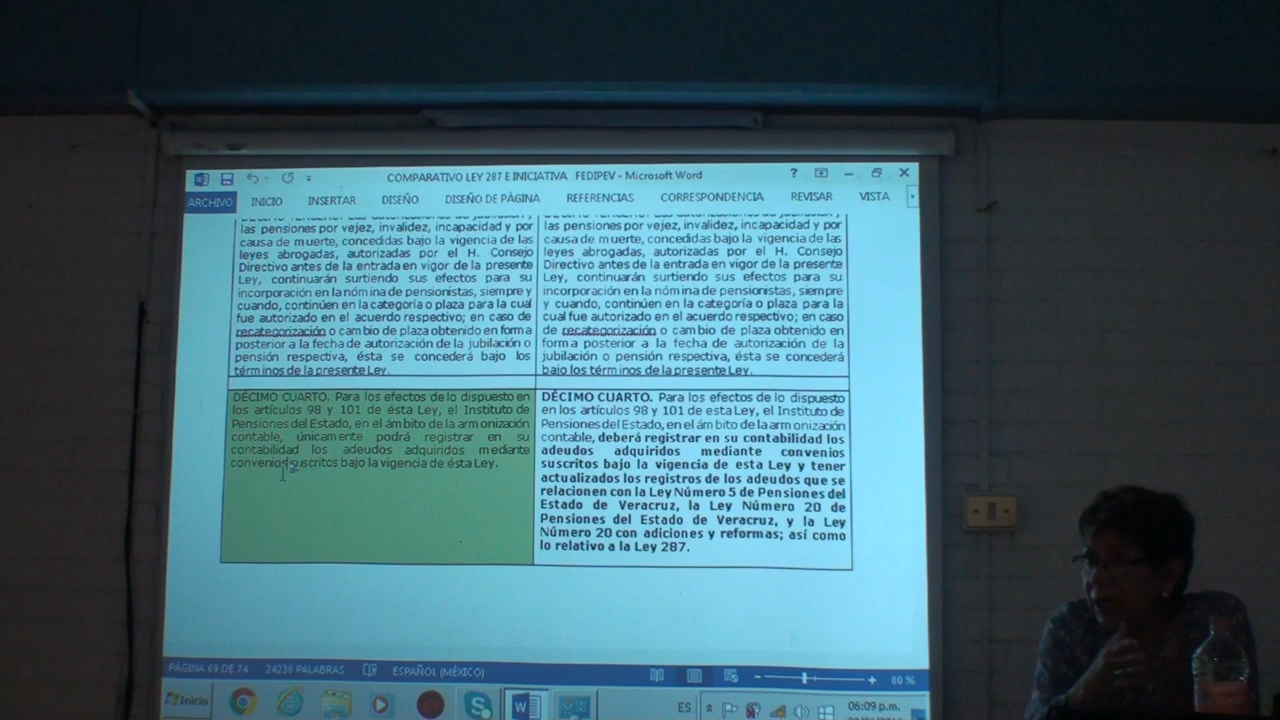 COMPARATIVO LEY 287 E INICIATIVA FEDIPEV - Microsoft Word
ARCHIVO INICIO INSERTAR DISEÑO DISEÑO DE PÁGINA REFERENCIAS CORRESPONDENCIA REVISAR VISTA
las pensiones por vejez, invalidez, incapacidad y por
causa de muerte, concedidas bajo la vigencia de las
leyes abrogadas, autorizadas por el H. Consejo
Directivo antes de la entrada en vigor de la presente
Ley, continuarán surtiendo sus efectos para su
incorporación en la nómina de pensionistas, siempre y
cuando, continúen en la categoría o plaza para la cual
fue autorizado en el acuerdo respectivo; en caso de
recategorización o cambio de plaza obtenido en forma
posterior a la fecha de autorización de la jubilación o
pensión respectiva, ésta se concederá bajo los
términos de la presente Ley.
las pensiones por vejez, invalidez, incapacidad y por
causa de muerte, concedidas bajo la vigencia de las
leyes abrogadas, autorizadas por el H. Consejo
Directivo antes de la entrada en vigor de la presente
Ley, continuarán surtiendo sus efectos para su
incorporación en la nómina de pensionistas, siempre
y cuando, continúen en la categoría o plaza para la
cual fue autorizado en el acuerdo respectivo; en caso
de recategorización o cambio de plaza obtenido en
forma posterior a la fecha de autorización de la
jubilación o pensión respectiva, ésta se concederá
bajo los términos de la presente Ley.
DÉCIMO CUARTO. Para los efectos de lo dispuesto en
los artículos 98 y 101 de ésta Ley, el Instituto de
Pensiones del Estado, en el ámbito de la armonización
contable, únicamente podrá registrar en su
contabilidad los adeudos adquiridos mediante
convenios suscritos bajo la vigencia de ésta Ley.
DÉCIMO CUARTO. Para los efectos de lo dispuesto
en los artículos 98 y 101 de esta Ley, el Instituto de
Pensiones del Estado, en el ámbito de la armonización
contable, deberá registrar en su contabilidad los
adeudos adquiridos mediante convenios
suscritos bajo la vigencia de esta Ley y tener
actualizados los registros de los adeudos que se
relacionen con la Ley Número 5 de Pensiones del
Estado de Veracruz, la Ley Número 20 de
Pensiones del Estado de Veracruz, y la Ley
Número 20 con adiciones y reformas; así como
lo relativo a la Ley 287.
PÁGINA 69 DE 74 24238 PALABRAS ESPAÑOL (MÉXICO) 80 %
Inicio ES 06:09 p.m.